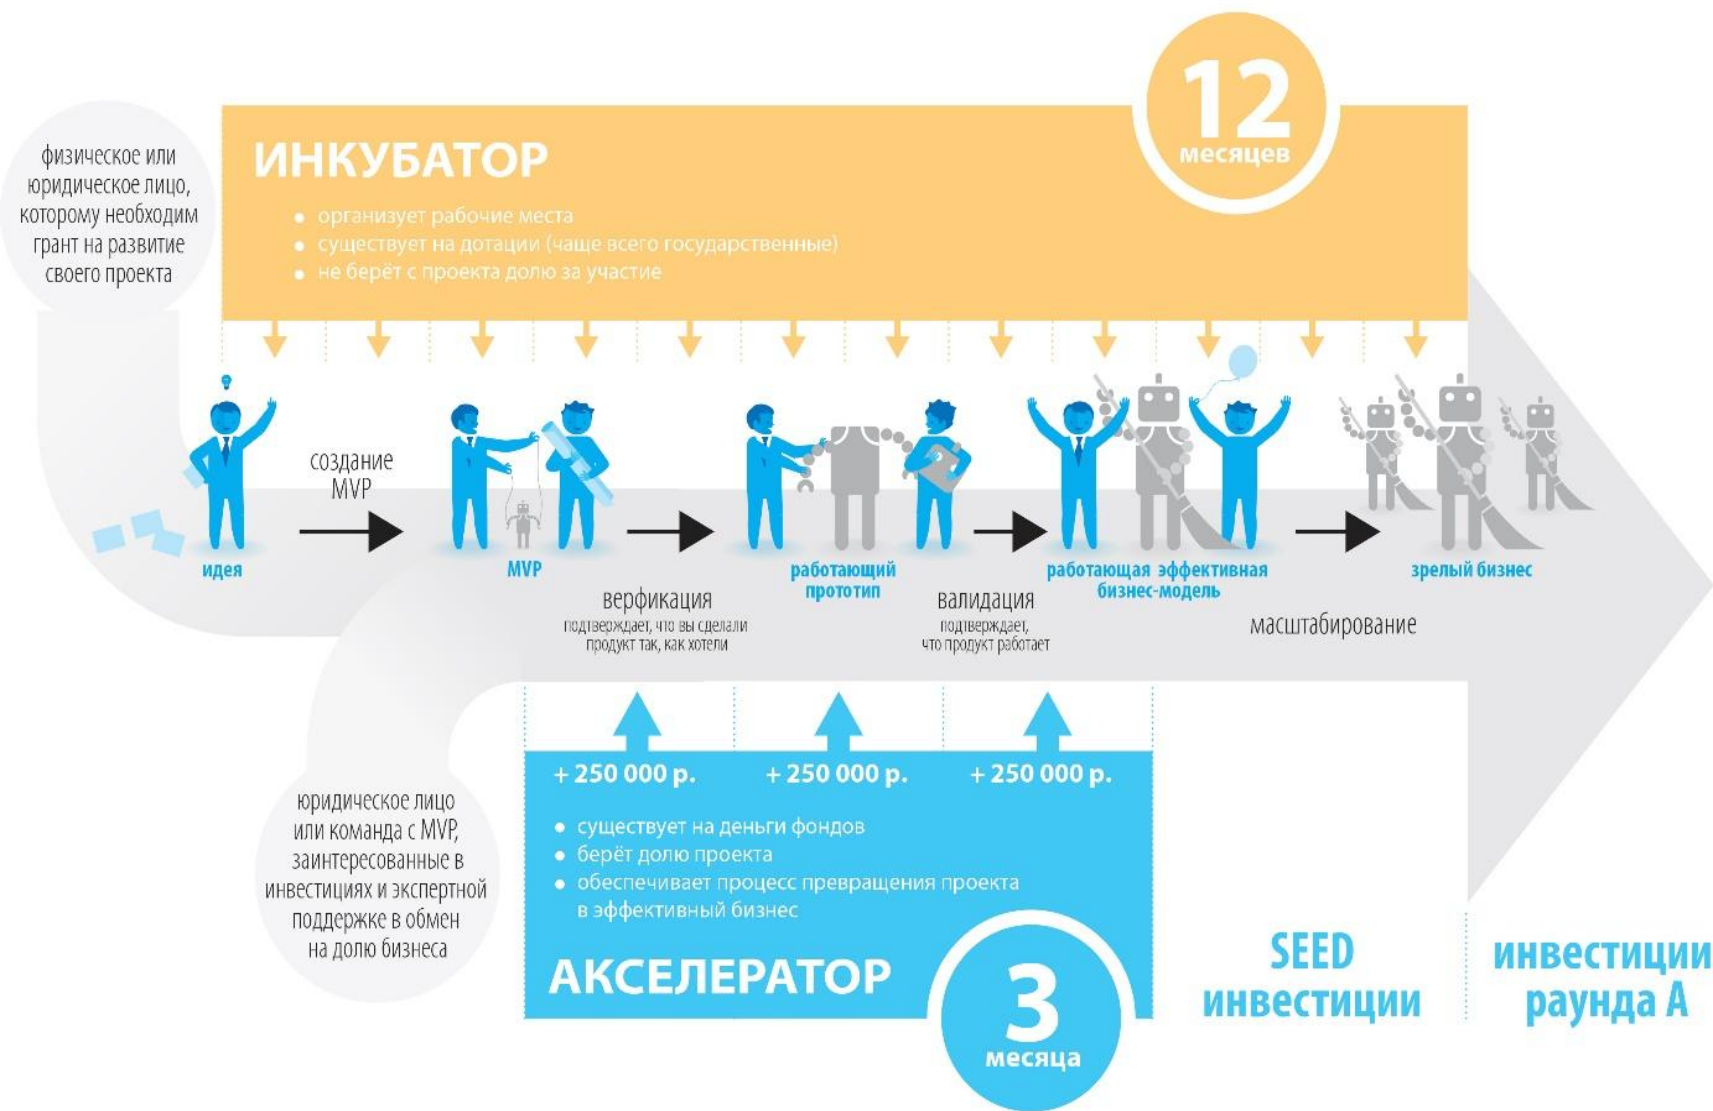 12
месяцев
ИНКУБАТОР
• организует рабочие места
• существует на дотации (чаще всего государственные)
• не берёт с проекта долю за участие
физическое или
юридическое лицо,
которому необходим
грант на развитие
своего проекта
создание
MVP
идея
MVP
работающий
прототип
работающая эффективная
бизнес-модель
зрелый бизнес
верфикация
подтверждает, что вы сделали
продукт так, как хотели
валидация
подтверждает,
что продукт работает
масштабирование
+ 250 000 р.
+ 250 000 р.
+ 250 000 р.
• существует на деньги фондов
• берёт долю проекта
• обеспечивает процесс превращения проекта
в эффективный бизнес
АКСЕЛЕРАТОР
3
месяца
юридическое лицо
или команда с MVP,
заинтересованные в
инвестициях и экспертной
поддержке в обмен
на долю бизнеса
SEED
инвестиции
инвестиции
раунда А